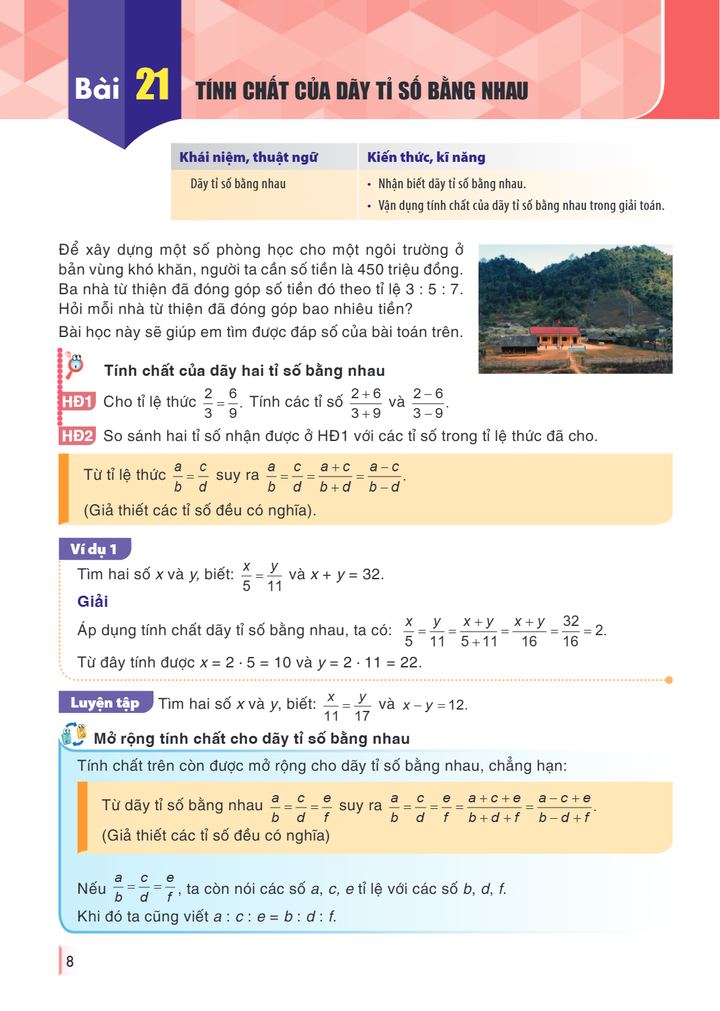 Bài 21 TÍNH CHẤT CỦA DÃY TỈ SỐ BẰNG NHAU
Khái niệm, thuật ngữ
Dãy tỉ số bằng nhau
Kiến thức, kĩ năng
• Nhận biết dãy tỉ số bằng nhau.
• Vận dụng tính chất của dãy tỉ số bằng nhau trong giải toán.
Để xây dựng một số phòng học cho một ngôi trường ở
bản vùng khó khăn, người ta cần số tiền là 450 triệu đồng.
Ba nhà từ thiện đã đóng góp số tiền đó theo tỉ lệ 3 : 5 : 7.
Hỏi mỗi nhà từ thiện đã đóng góp bao nhiêu tiền?
Bài học này sẽ giúp em tìm được đáp số của bài toán trên.
Tính chất của dãy hai tỉ số bằng nhau
HĐ1 Cho tỉ lệ thức 2/3 = 6/9. Tính các tỉ số (2 + 6)/(3 + 9) và (2 − 6)/(3 − 9).
HĐ2 So sánh hai tỉ số nhận được ở HĐ1 với các tỉ số trong tỉ lệ thức đã cho.
Từ tỉ lệ thức a/b = c/d suy ra a/b = c/d = (a + c)/(b + d) = (a − c)/(b − d).
(Giả thiết các tỉ số đều có nghĩa).
Ví dụ 1
Tìm hai số x và y, biết: x/5 = y/11 và x + y = 32.
Giải
Áp dụng tính chất dãy tỉ số bằng nhau, ta có: x/5 = y/11 = (x + y)/(5 + 11) = (x + y)/16 = 32/16 = 2.
Từ đây tính được x = 2 · 5 = 10 và y = 2 · 11 = 22.
Luyện tập Tìm hai số x và y, biết: x/11 = y/17 và x − y = 12.
Mở rộng tính chất cho dãy tỉ số bằng nhau
Tính chất trên còn được mở rộng cho dãy tỉ số bằng nhau, chẳng hạn:
Từ dãy tỉ số bằng nhau a/b = c/d = e/f suy ra a/b = c/d = e/f = (a + c + e)/(b + d + f) = (a − c + e)/(b − d + f).
(Giả thiết các tỉ số đều có nghĩa)
Nếu a/b = c/d = e/f, ta còn nói các số a, c, e tỉ lệ với các số b, d, f.
Khi đó ta cũng viết a : c : e = b : d : f.
8